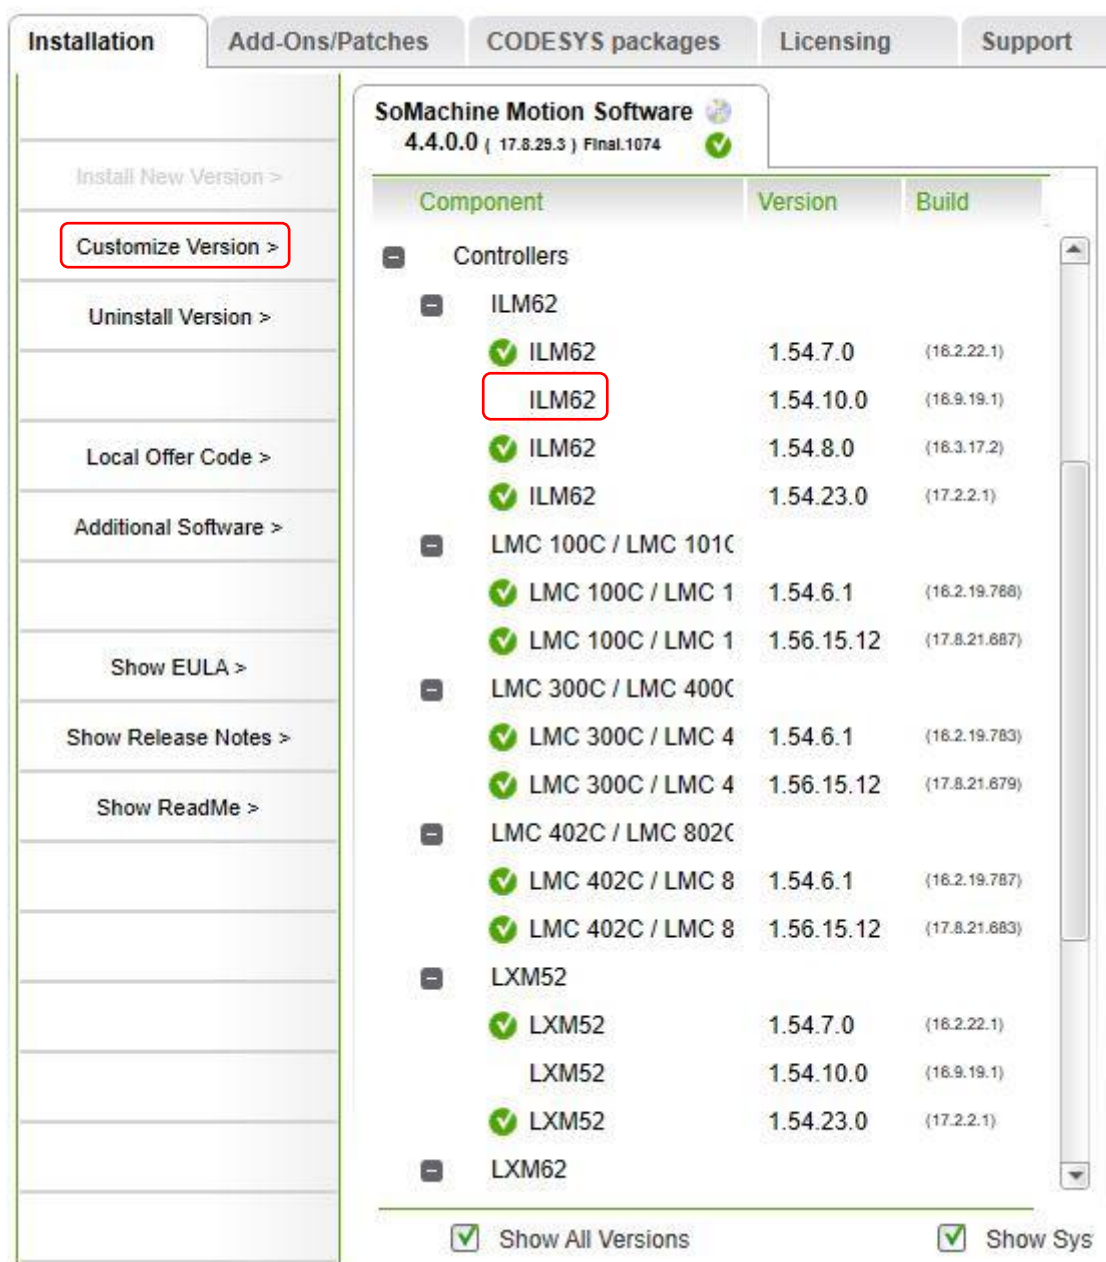 Installation Add-Ons/Patches CODESYS packages Licensing Support
SoMachine Motion Software
4.4.0.0 ( 17.8.29.3 ) Final.1074
Install New Version >
Customize Version >
Uninstall Version >
Local Offer Code >
Additional Software >
Show EULA >
Show Release Notes >
Show ReadMe >
Component Version Build
Controllers
ILM62
ILM62 1.54.7.0 (16.2.22.1)
ILM62 1.54.10.0 (16.9.19.1)
ILM62 1.54.8.0 (16.3.17.2)
ILM62 1.54.23.0 (17.2.2.1)
LMC 100C / LMC 101C
LMC 100C / LMC 1 1.54.6.1 (16.2.19.768)
LMC 100C / LMC 1 1.56.15.12 (17.8.21.687)
LMC 300C / LMC 400C
LMC 300C / LMC 4 1.54.6.1 (16.2.19.783)
LMC 300C / LMC 4 1.56.15.12 (17.8.21.679)
LMC 402C / LMC 802C
LMC 402C / LMC 8 1.54.6.1 (16.2.19.787)
LMC 402C / LMC 8 1.56.15.12 (17.8.21.683)
LXM52
LXM52 1.54.7.0 (16.2.22.1)
LXM52 1.54.10.0 (16.9.19.1)
LXM52 1.54.23.0 (17.2.2.1)
LXM62
Show All Versions Show Sys